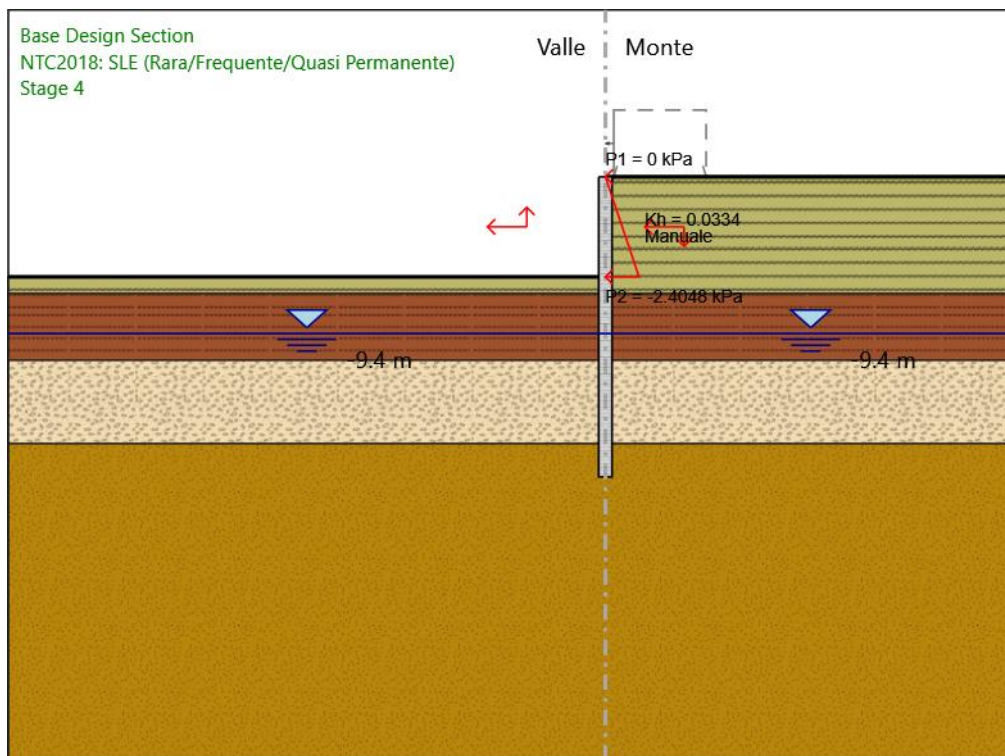 Base Design Section
NTC2018: SLE (Rara/Frequente/Quasi Permanente)
Stage 4
Valle
Monte
P1 = 0 kPa
Kh = 0.0334
Manuale
P2 = -2.4048 kPa
-9.4 m
-9.4 m